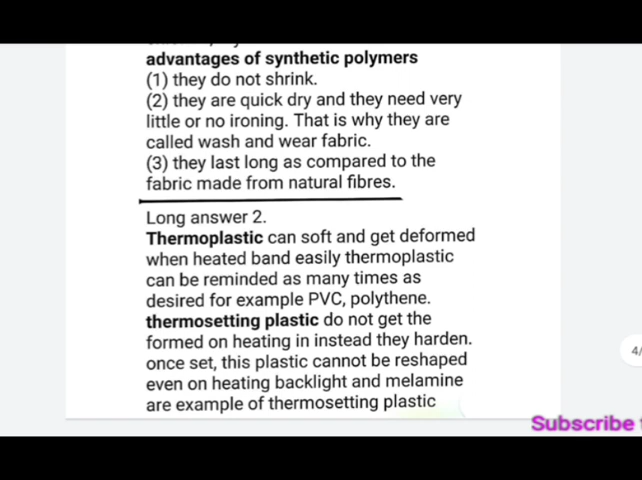 advantages of synthetic polymers
(1) they do not shrink.
(2) they are quick dry and they need very
little or no ironing. That is why they are
called wash and wear fabric.
(3) they last long as compared to the
fabric made from natural fibres.
Long answer 2.
Thermoplastic can soft and get deformed
when heated band easily thermoplastic
can be reminded as many times as
desired for example PVC, polythene.
thermosetting plastic do not get the
formed on heating in instead they harden.
once set, this plastic cannot be reshaped
even on heating backlight and melamine
are example of thermosetting plastic
4/
Subscribe